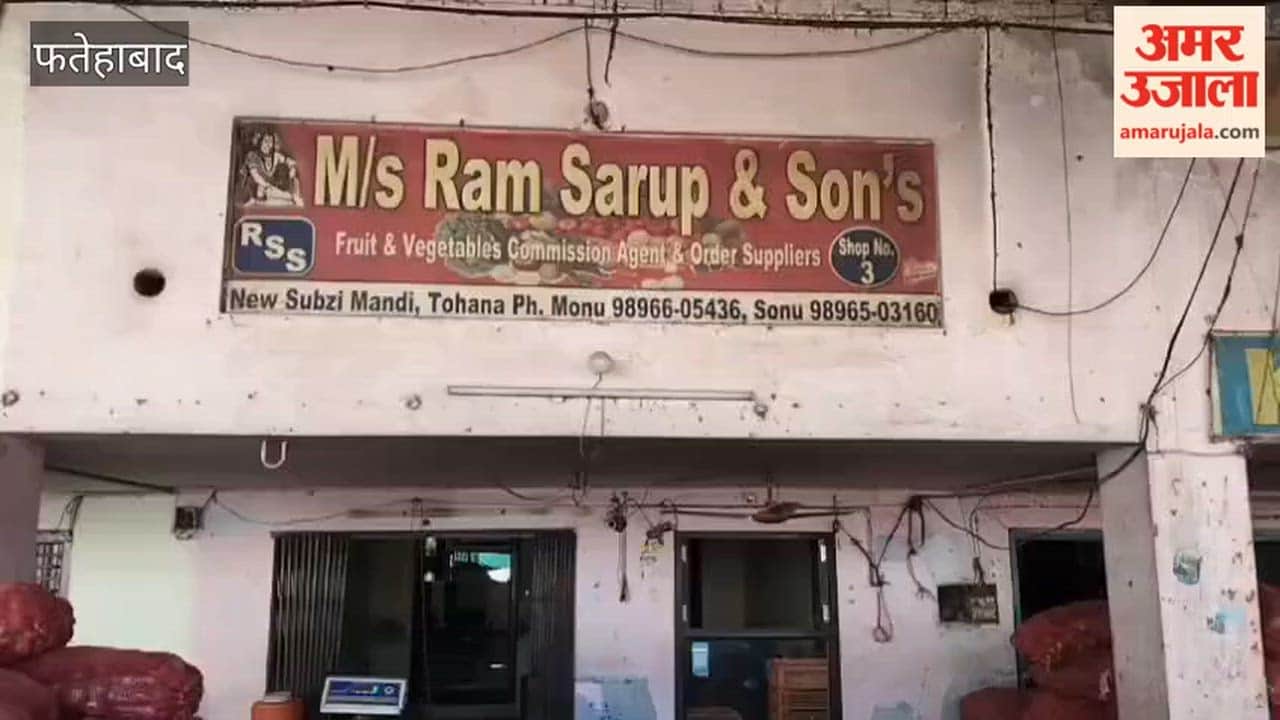 फतेहाबाद
अमर
उजाला
amarujala.com
M/s Ram Sarup & Son's
RSS
Fruit & Vegetables Commission Agent & Order Suppliers
Shop No.
3
New Subzi Mandi, Tohana Ph. Monu 98966-05436, Sonu 98965-03160